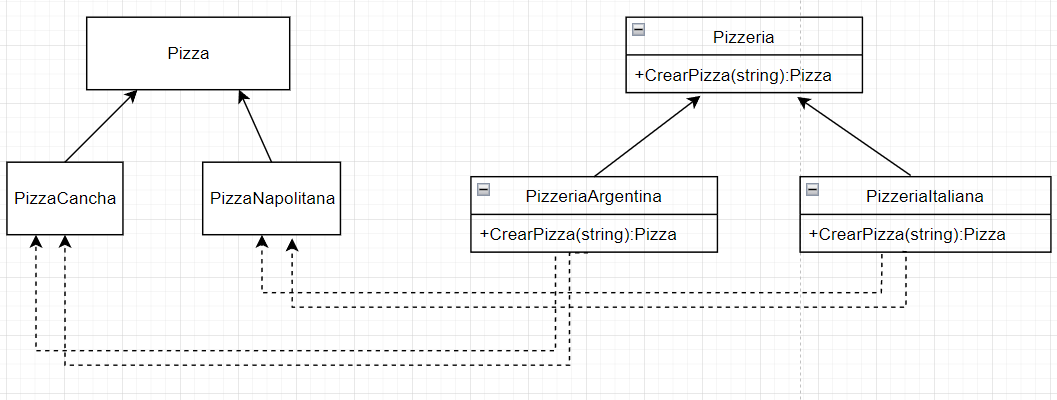 Pizza
Pizzeria
+CrearPizza(string):Pizza
PizzaCancha
PizzaNapolitana
PizzeriaArgentina
+CrearPizza(string):Pizza
PizzeriaItaliana
+CrearPizza(string):Pizza